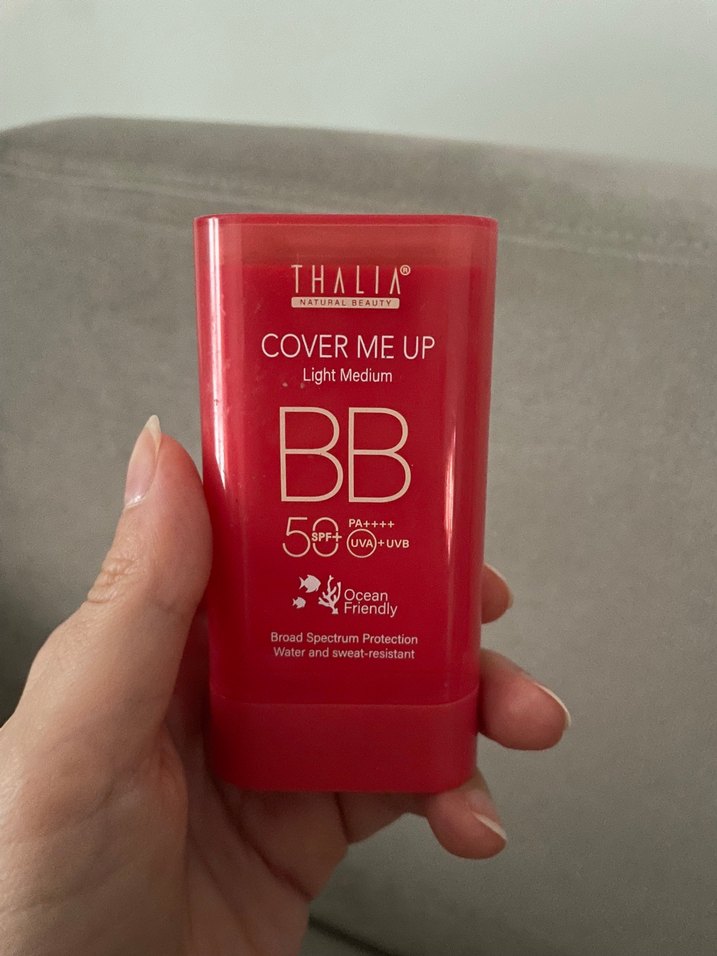 THALIA®
NATURAL BEAUTY
COVER ME UP
Light Medium
BB
50 SPF+
PA++++
UVA+UVB
Ocean
Friendly
Broad Spectrum Protection
Water and sweat-resistant